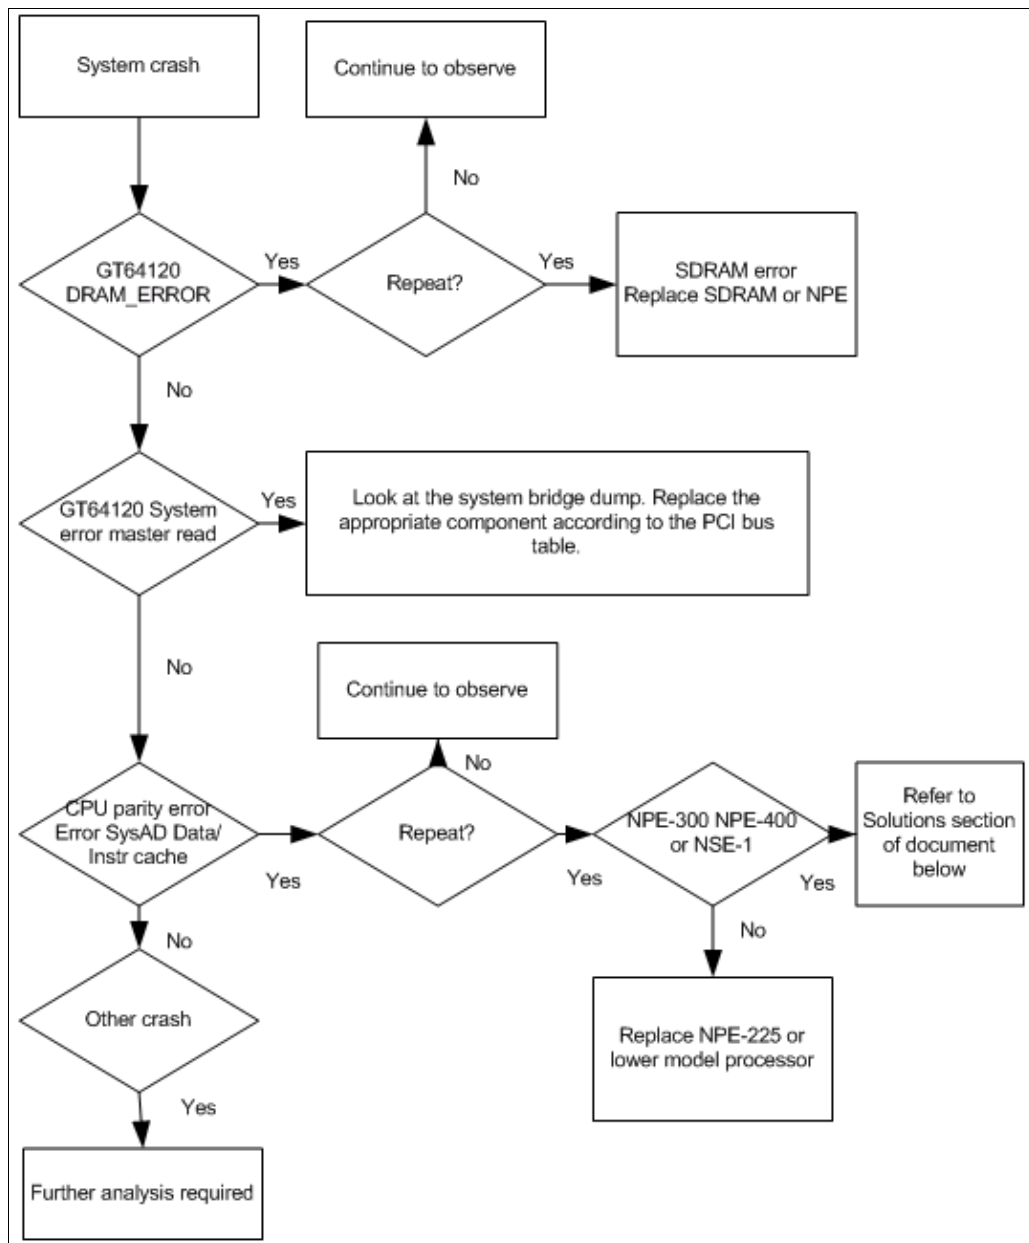 System crash
Continue to observe
No
GT64120
DRAM_ERROR
Yes
Repeat?
Yes
SDRAM error
Replace SDRAM or NPE
No
GT64120 System
error master read
Yes
Look at the system bridge dump. Replace the
appropriate component according to the PCI bus
table.
No
Continue to observe
No
CPU parity error
Error SysAD Data/
Instr cache
Yes
Repeat?
Yes
NPE-300 NPE-400
or NSE-1
Yes
Refer to
Solutions section
of document
below
No
No
Replace NPE-225 or
lower model processor
Other crash
Yes
Further analysis required